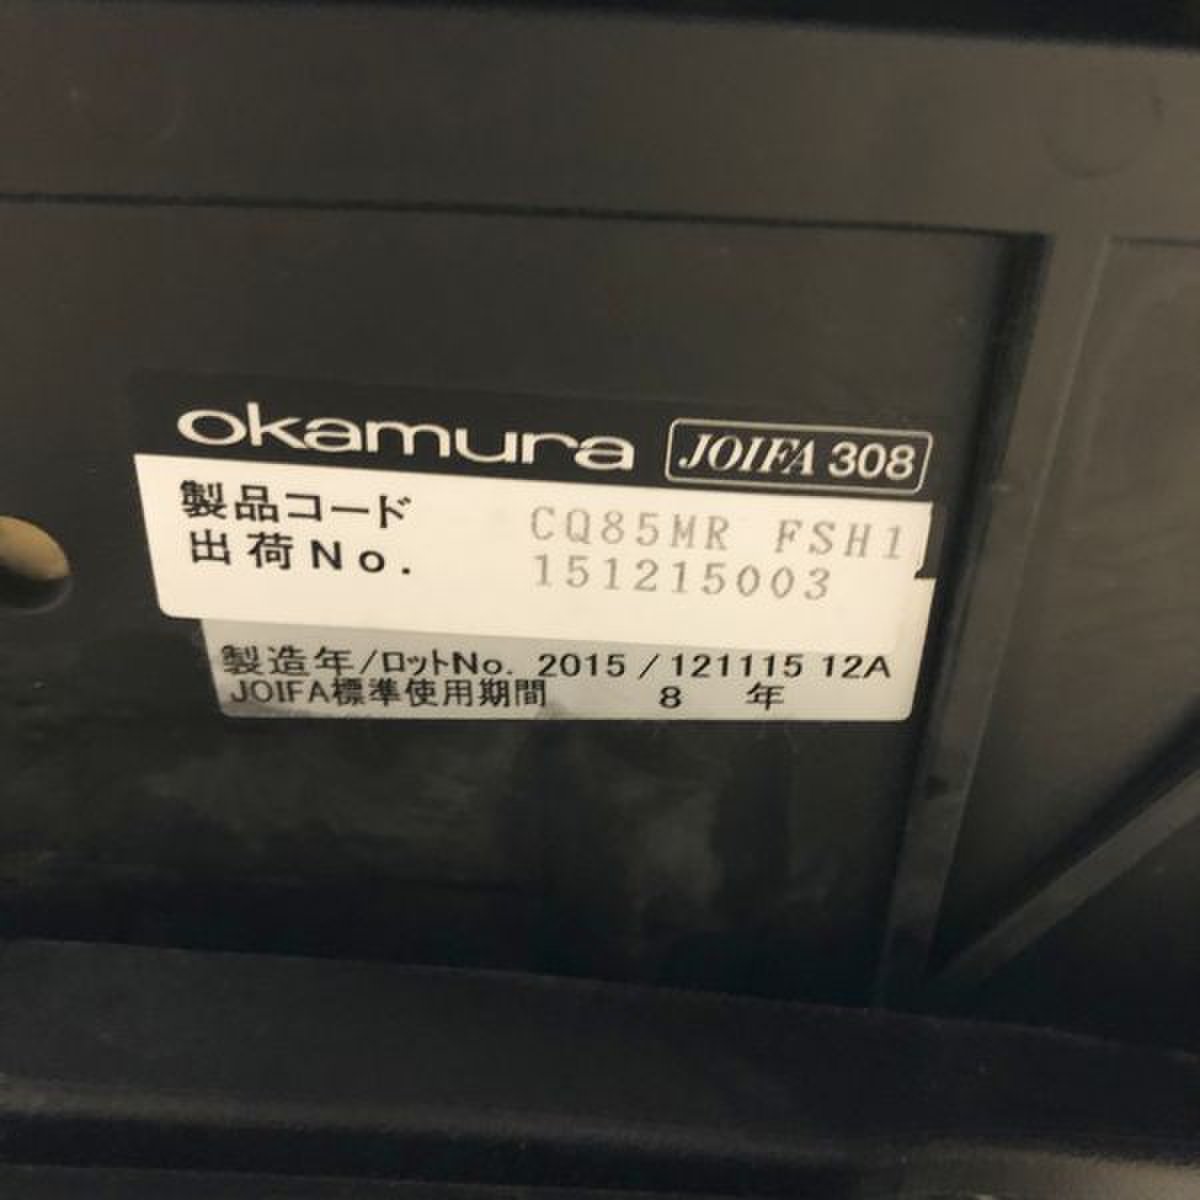 okamura JOIFA 308
製品コード CQ85MR FSH1
出荷No. 151215003
製造年/ロットNo. 2015 / 121115 12A
JOIFA標準使用期間 8 年